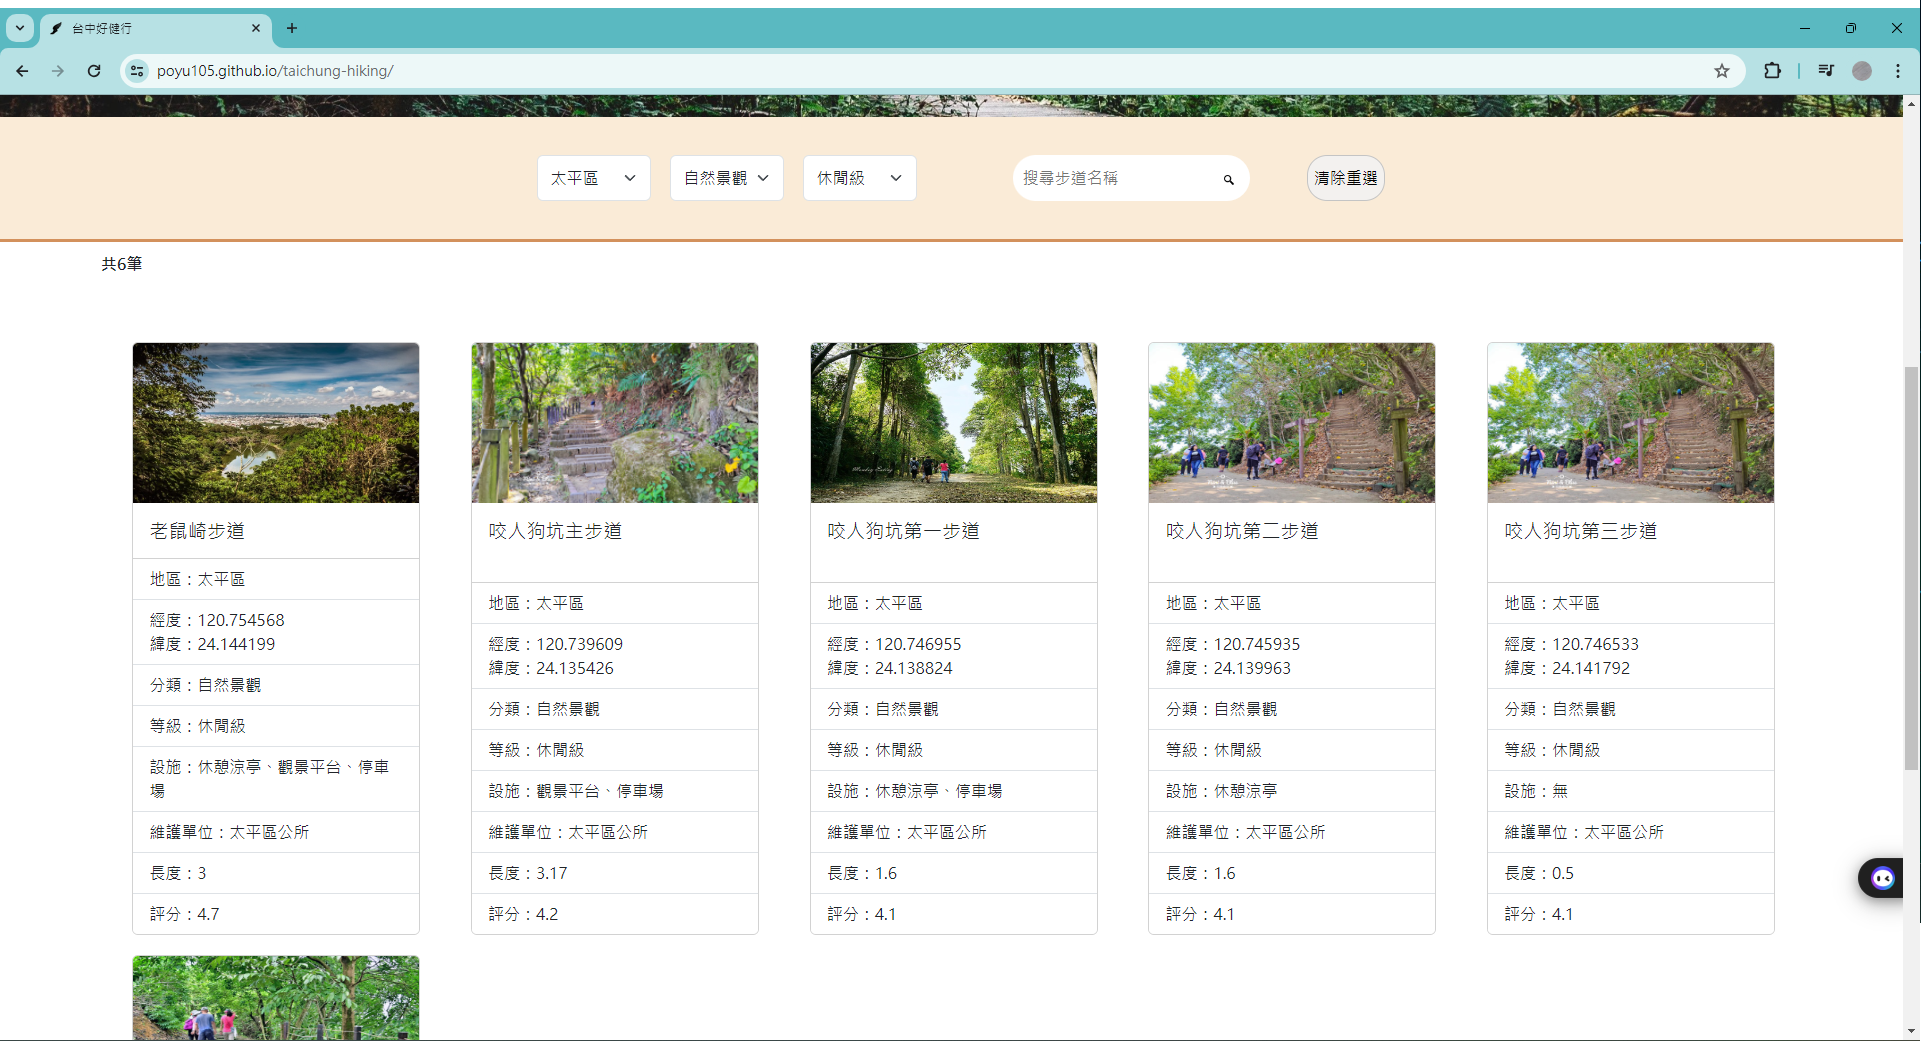 台中好健行
poyu105.github.io/taichung-hiking/
太平區
自然景觀
休閒級
搜尋步道名稱
清除重選
共6筆
老鼠崎步道
地區：太平區
經度：120.754568
緯度：24.144199
分類：自然景觀
等級：休閒級
設施：休憩涼亭、觀景平台、停車
場
維護單位：太平區公所
長度：3
評分：4.7
咬人狗坑主步道
地區：太平區
經度：120.739609
緯度：24.135426
分類：自然景觀
等級：休閒級
設施：觀景平台、停車場
維護單位：太平區公所
長度：3.17
評分：4.2
咬人狗坑第一步道
地區：太平區
經度：120.746955
緯度：24.138824
分類：自然景觀
等級：休閒級
設施：休憩涼亭、停車場
維護單位：太平區公所
長度：1.6
評分：4.1
咬人狗坑第二步道
地區：太平區
經度：120.745935
緯度：24.139963
分類：自然景觀
等級：休閒級
設施：休憩涼亭
維護單位：太平區公所
長度：1.6
評分：4.1
咬人狗坑第三步道
地區：太平區
經度：120.746533
緯度：24.141792
分類：自然景觀
等級：休閒級
設施：無
維護單位：太平區公所
長度：0.5
評分：4.1